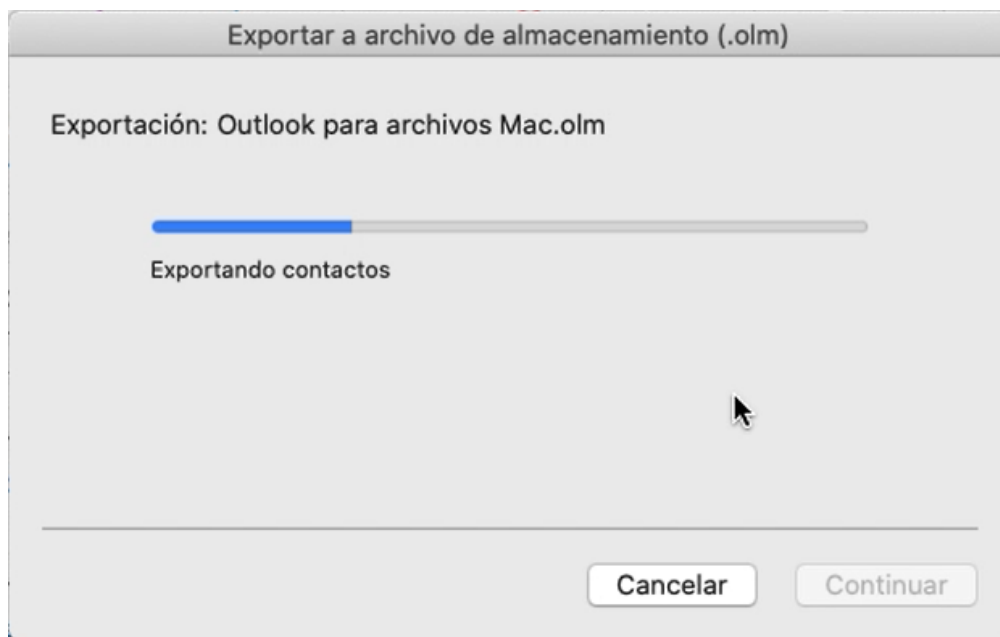 Exportar a archivo de almacenamiento (.olm)
Exportación: Outlook para archivos Mac.olm
Exportando contactos
Cancelar
Continuar